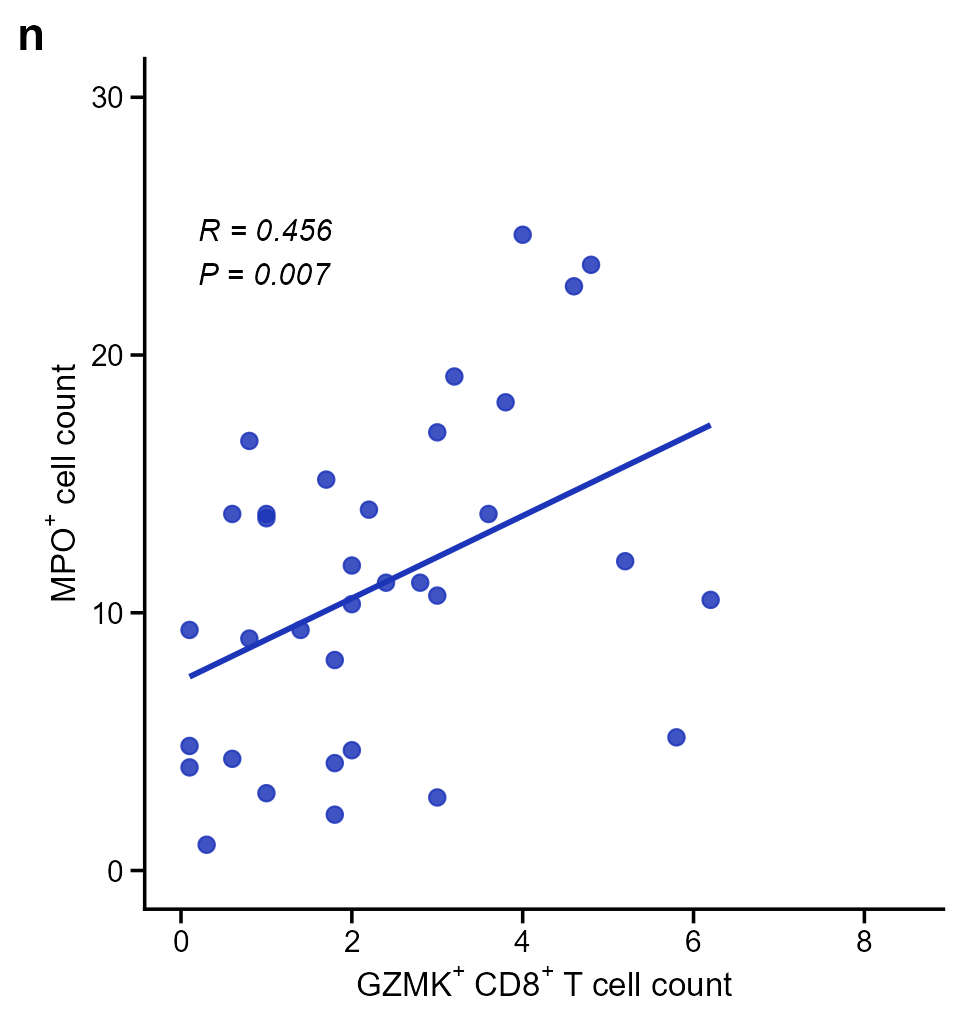 n
30
R = 0.456
P = 0.007
20
MPO⁺ cell count
10
0
0 2 4 6 8
GZMK⁺ CD8⁺ T cell count